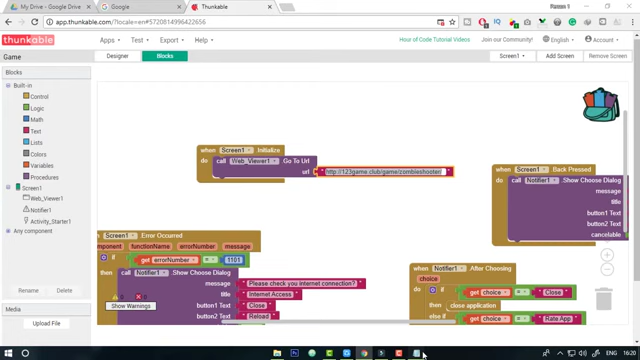 My Drive - Google Drive
Google
Thunkable
https://app.thunkable.com/?locale=en#5720814996422656
thunkable
Apps
Test
Export
Help
Hour of Code Tutorial Videos
Join our Community!
English
Account
Game
Designer
Blocks
Screen1
Add Screen
Remove Screen
Blocks
Built-in
Control
Logic
Math
Text
Lists
Colors
Variables
Procedures
Screen1
Web_Viewer1
Notifier1
Activity_Starter1
Any component
Rename
Delete
Media
Upload File
when Screen1 .Initialize
do call Web_Viewer1 .Go To Url
url " http://123game.club/game/zombieshooter/ "
when Screen1 .Back Pressed
do call Notifier1 .Show Choose Dialog
message
title
button1 Text
button2 Text
cancelable
Screen1 .Error Occurred
component functionName errorNumber message
if get errorNumber = 1101
then call Notifier1 .Show Choose Dialog
message " Please check you Internet connection? "
title " Internet Access "
button1 Text " Close "
button2 Text " Reload "
0
Show Warnings
when Notifier1 .After Choosing
choice
do if get choice = " Close "
then close application
else if get choice = " Rate App "
ENG
16:20